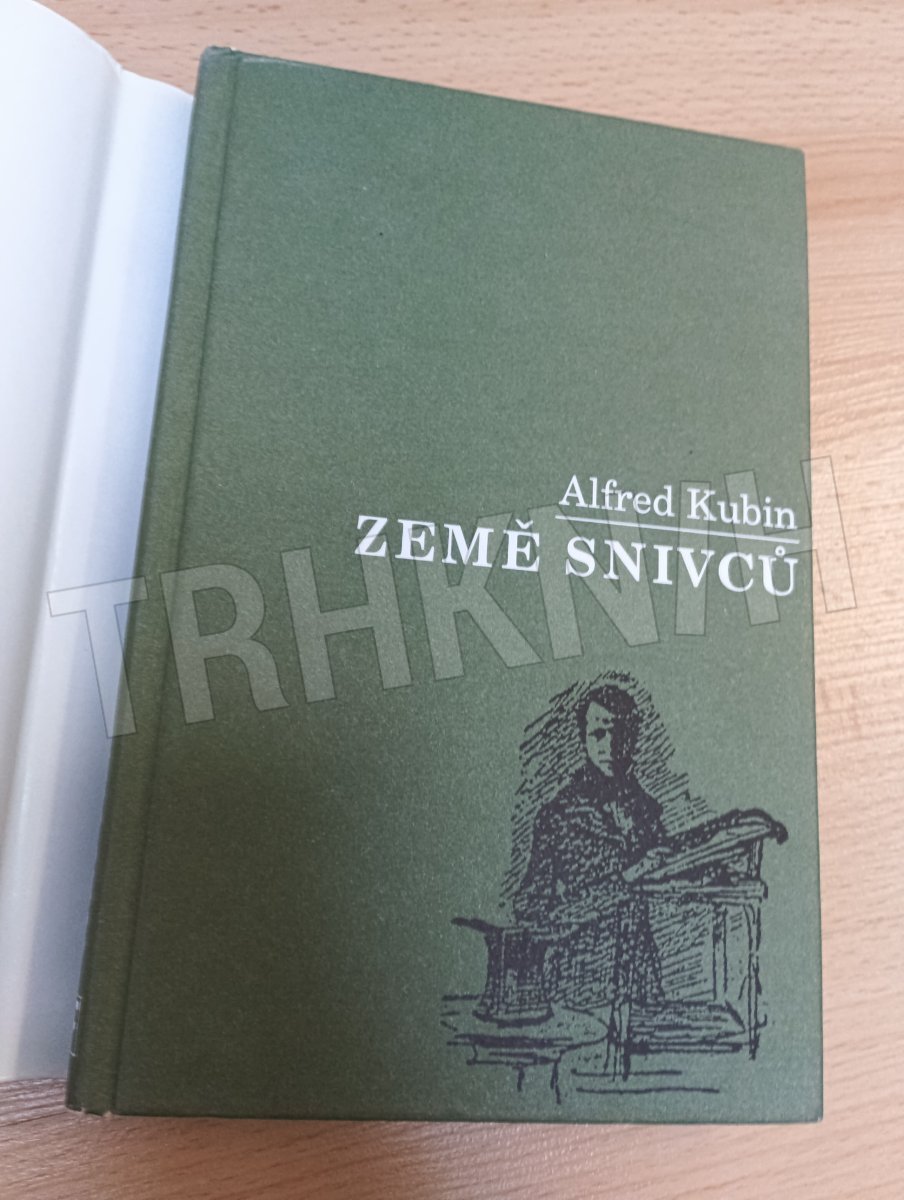 Alfred Kubin
ZEMĚ SNIVCŮ
TRHKNIH